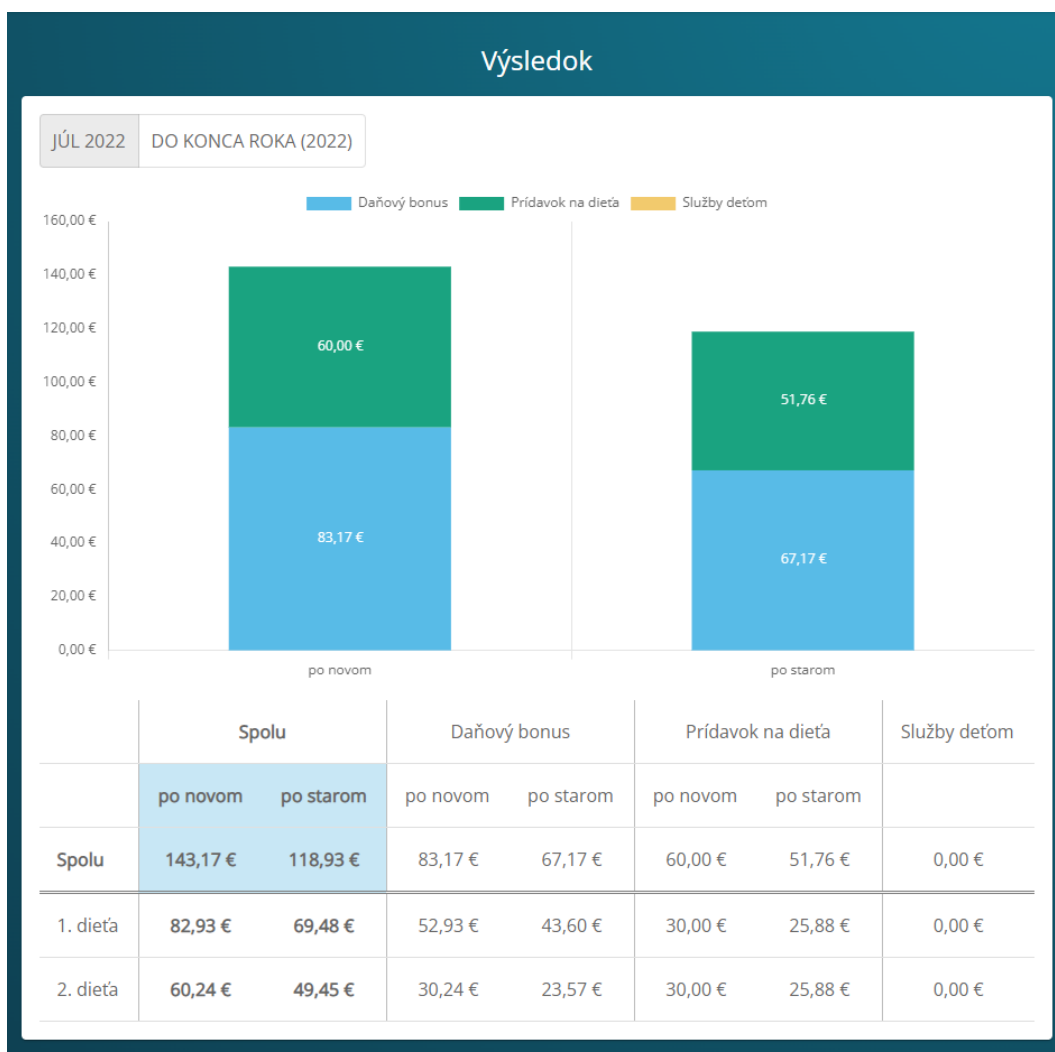 Výsledok
JÚL 2022 DO KONCA ROKA (2022)
Daňový bonus Prídavok na dieťa Služby deťom
160,00 €
140,00 €
120,00 €
100,00 €
80,00 €
60,00 €
40,00 €
20,00 €
0,00 €
60,00 €
83,17 €
51,76 €
67,17 €
po novom po starom
Spolu Daňový bonus Prídavok na dieťa Služby deťom
po novom po starom po novom po starom po novom po starom
Spolu 143,17 € 118,93 € 83,17 € 67,17 € 60,00 € 51,76 € 0,00 €
1. dieťa 82,93 € 69,48 € 52,93 € 43,60 € 30,00 € 25,88 € 0,00 €
2. dieťa 60,24 € 49,45 € 30,24 € 23,57 € 30,00 € 25,88 € 0,00 €